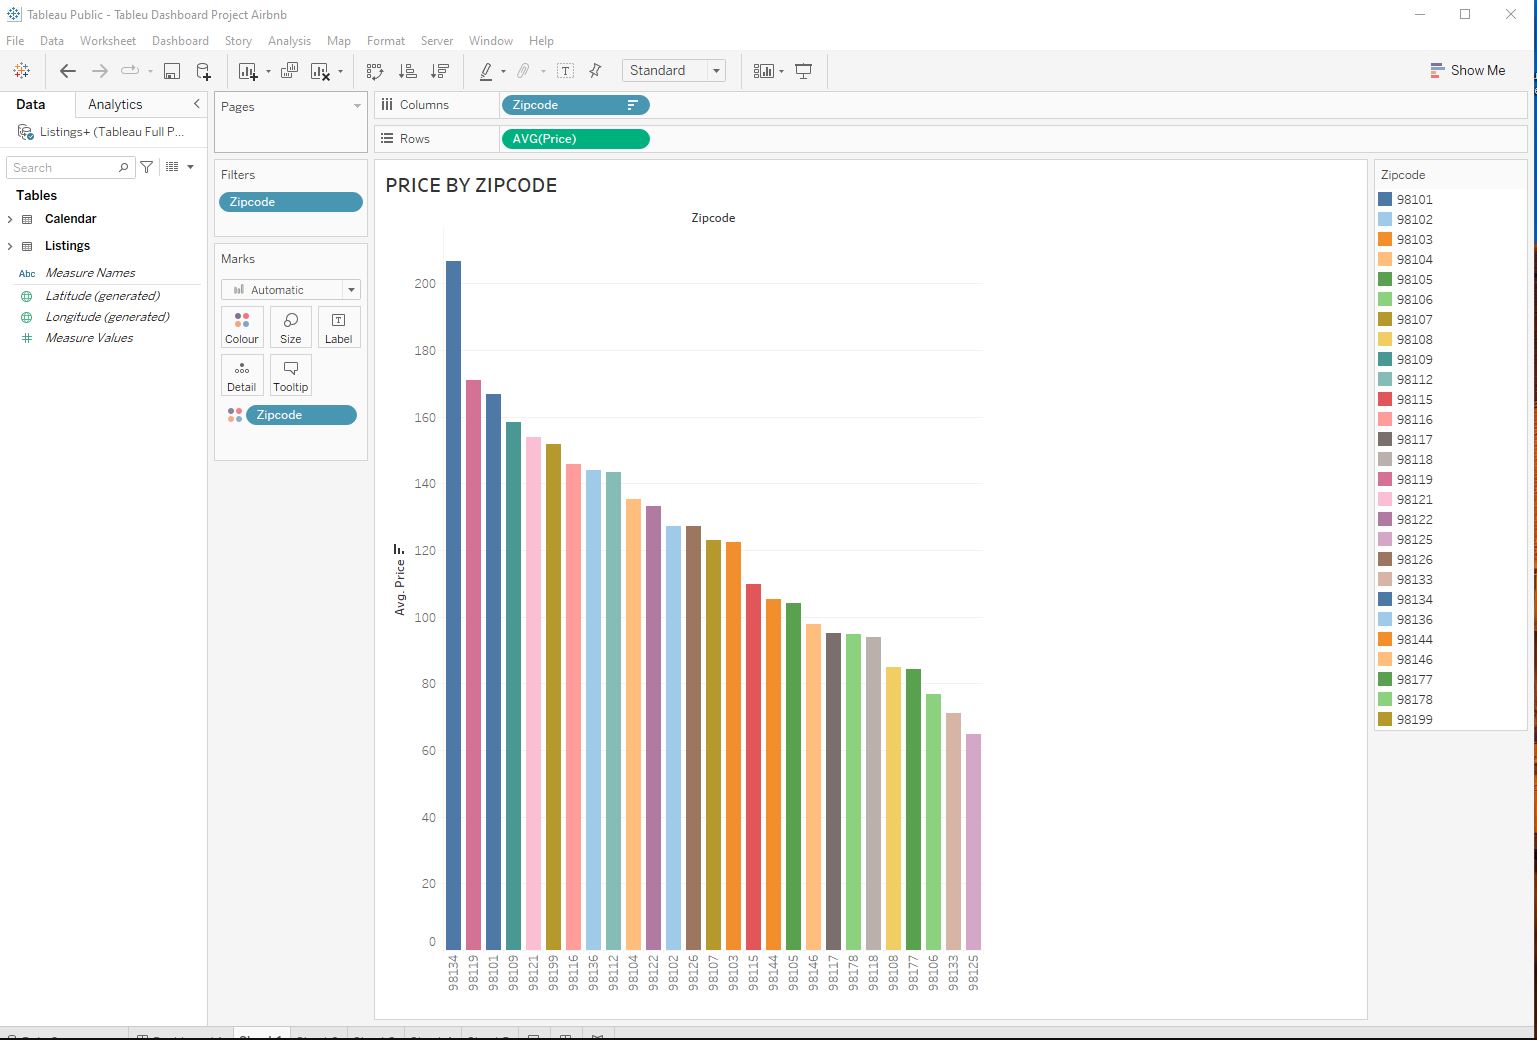 Tableau Public - Tableu Dashboard Project Airbnb
File Data Worksheet Dashboard Story Analysis Map Format Server Window Help
Standard
Show Me
Data Analytics
Listings+ (Tableau Full P...
Search
Tables
Calendar
Listings
Abc Measure Names
Latitude (generated)
Longitude (generated)
Measure Values
Pages
Filters
Zipcode
Marks
Automatic
Colour Size Label
Detail Tooltip
Zipcode
Columns Zipcode
Rows AVG(Price)
PRICE BY ZIPCODE
Zipcode
200
180
160
140
120
100
80
60
40
20
0
Avg. Price
98134 98119 98101 98109 98121 98199 98116 98136 98112 98104 98122 98102 98126 98107 98103 98115 98144 98105 98146 98117 98178 98118 98108 98177 98106 98133 98125
Zipcode
98101
98102
98103
98104
98105
98106
98107
98108
98109
98112
98115
98116
98117
98118
98119
98121
98122
98125
98126
98133
98134
98136
98144
98146
98177
98178
98199